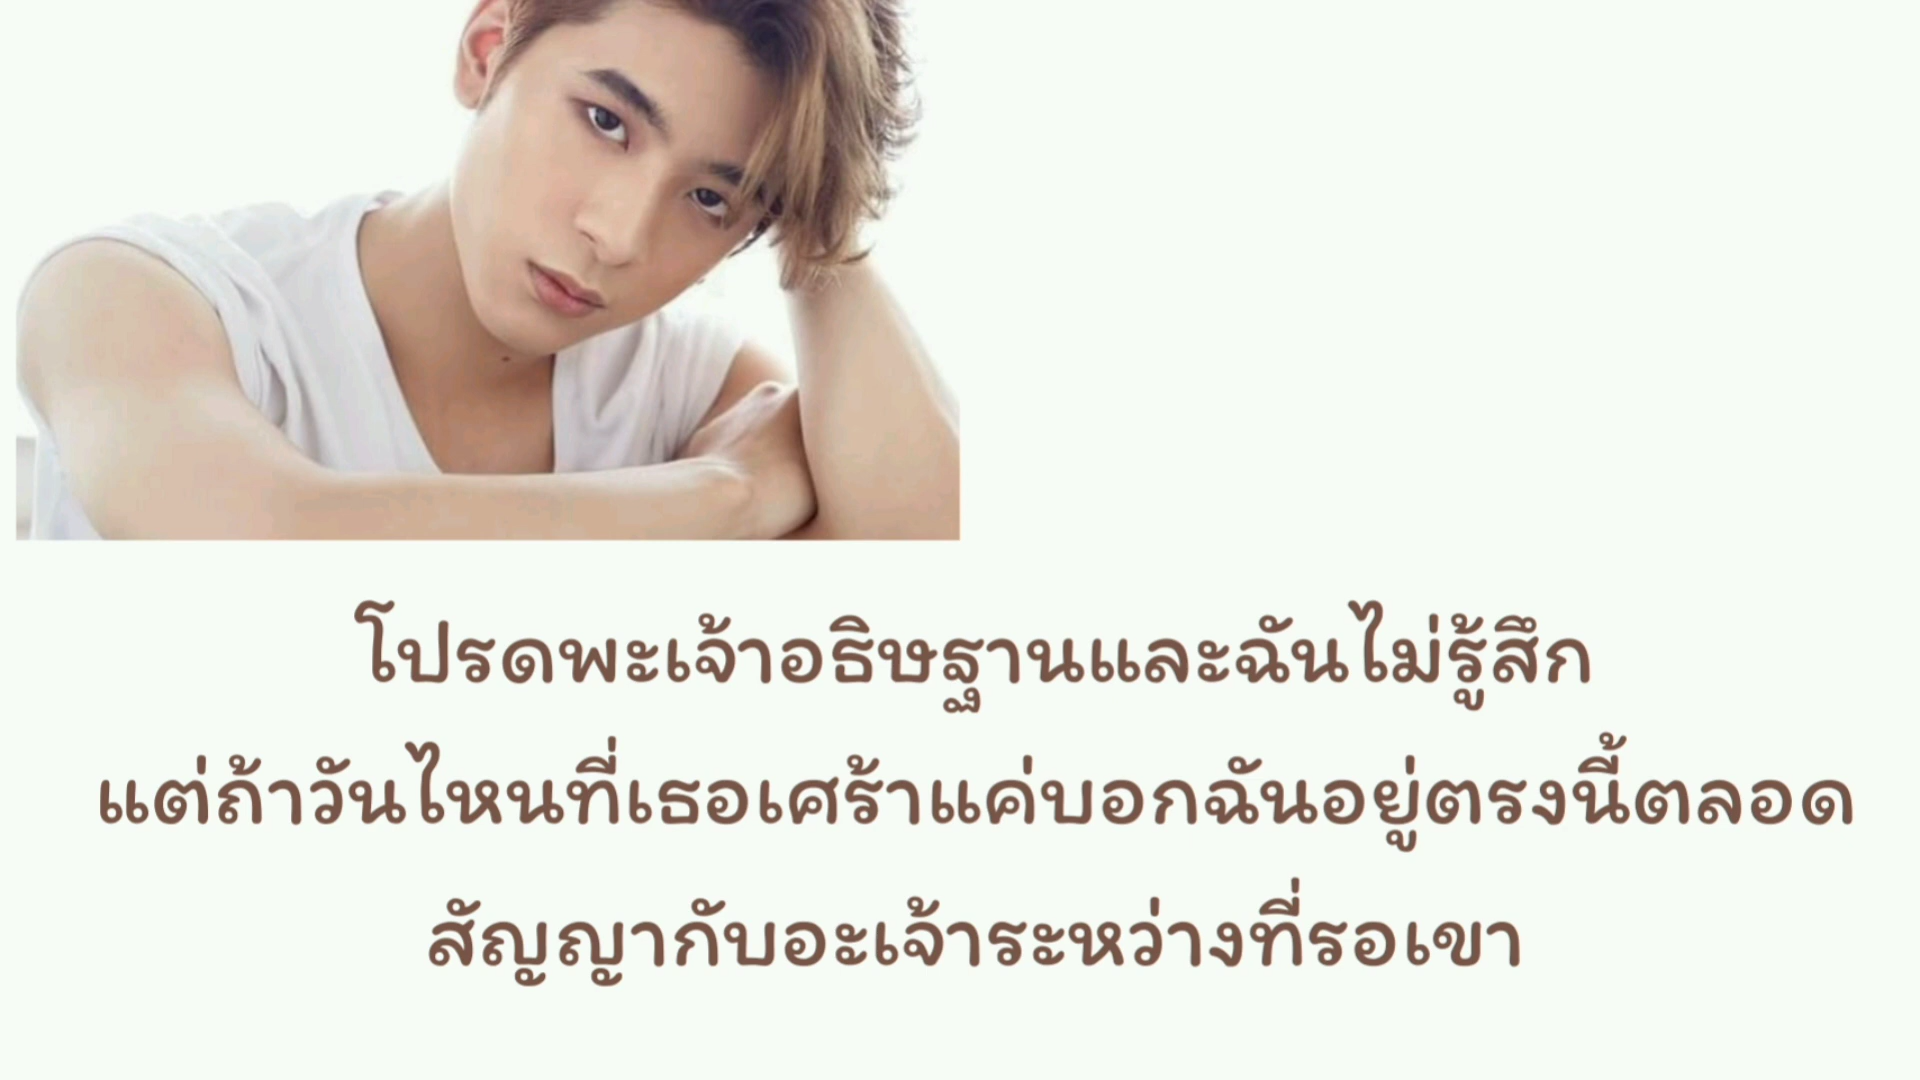 โปรดพะเจ้าอธิษฐานและฉันไม่รู้สึก
แต่ถ้าวันไหนที่เธอเศร้าแค่บอกฉันอยู่ตรงนี้ตลอด
สัญญากับอะเจ้าระหว่างที่รอเขา